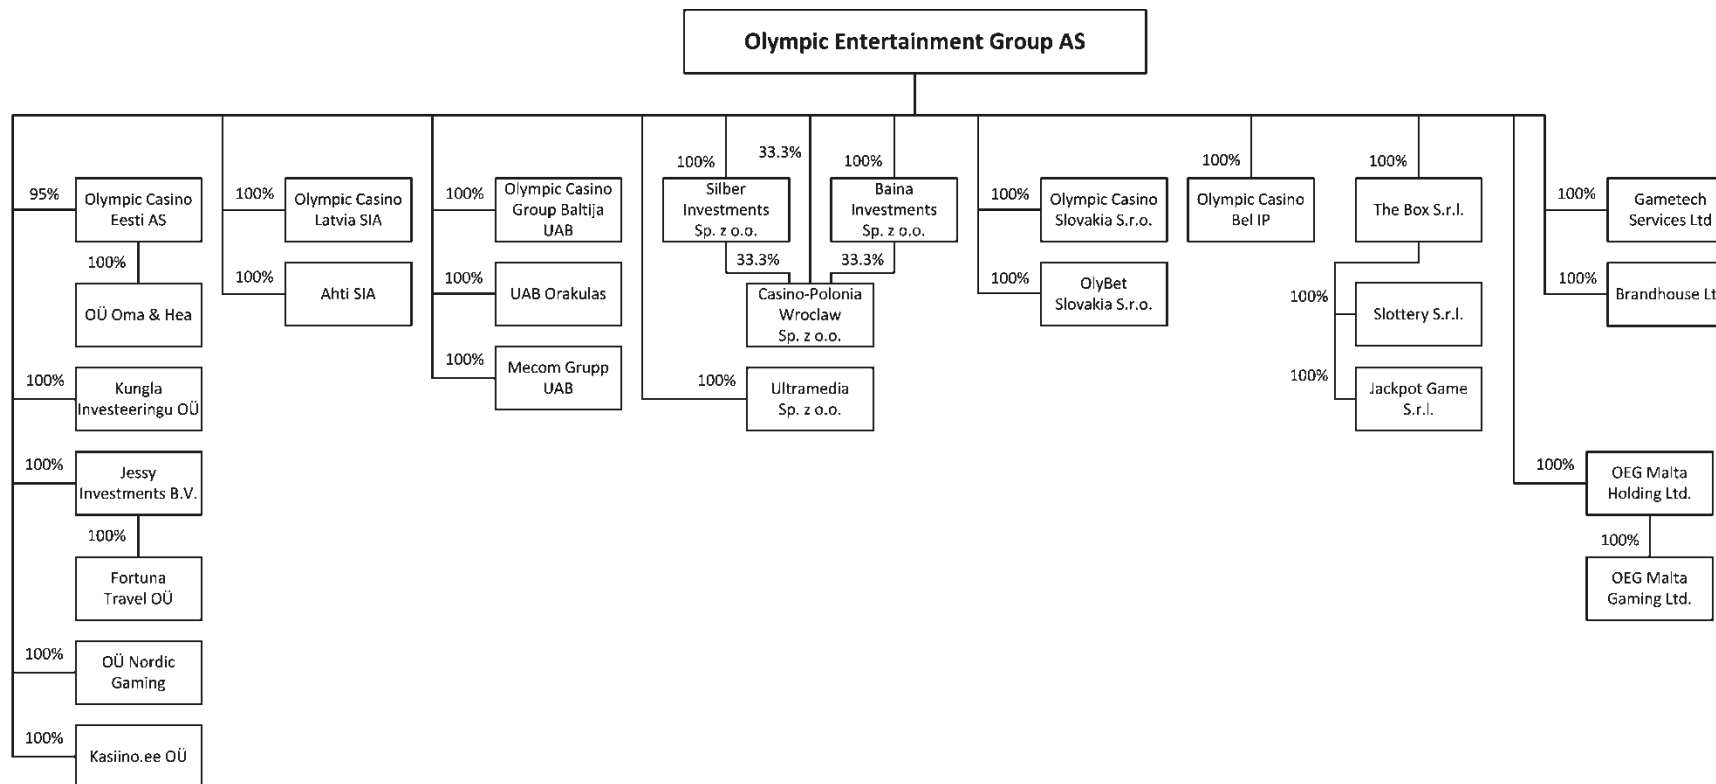 Olympic Entertainment Group AS
95%
Olympic Casino
Eesti AS
100%
OÜ Oma & Hea
100%
Kungla
Investeeringu OÜ
100%
Jessy
Investments B.V.
100%
Fortuna
Travel OÜ
100%
OÜ Nordic
Gaming
100%
Kasiino.ee OÜ
100%
Olympic Casino
Latvia SIA
100%
Ahti SIA
100%
Olympic Casino
Group Baltija
UAB
100%
UAB Orakulas
100%
Mecom Grupp
UAB
100%
Silber
Investments
Sp. z o.o.
33.3%
33.3%
100%
Baina
Investments
Sp. z o.o.
33.3%
Casino-Polonia
Wroclaw
Sp. z o.o.
100%
Ultramedia
Sp. z o.o.
100%
Olympic Casino
Slovakia S.r.o.
100%
OlyBet
Slovakia S.r.o.
100%
Olympic Casino
Bel IP
100%
The Box S.r.l.
100%
Slottery S.r.l.
100%
Jackpot Game
S.r.l.
100%
Gametech
Services Ltd
100%
Brandhouse Lt
100%
OEG Malta
Holding Ltd.
100%
OEG Malta
Gaming Ltd.